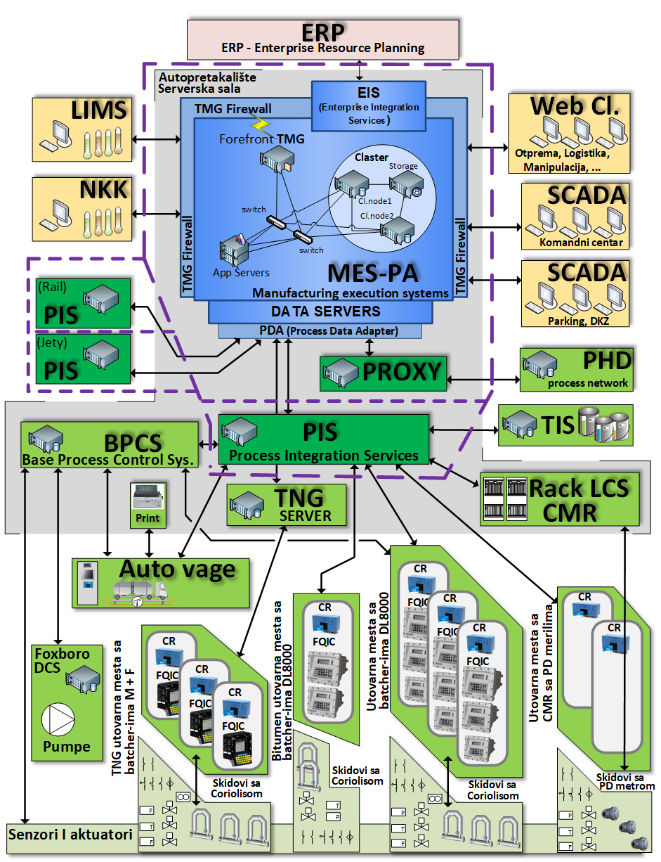 ERP
ERP - Enterprise Resource Planning
Autopretakalište
Serverska sala
EIS
(Enterprise Integration
Services)
TMG Firewall
Forefront TMG
Claster
Storage
Cl.node1
Cl.node2
switch
switch
App Servers
TMG Firewall
TMG Firewall
MES-PA
Manufacturing execution systems
DATA SERVERS
PDA (Process Data Adapter)
LIMS
NKK
Web Cl.
Otprema, Logistika,
Manipulacija, ...
SCADA
Komandni centar
SCADA
Parking, DKZ
(Rail)
PIS
(Jety)
PIS
PROXY
PHD
process network
PIS
Process Integration Services
TIS
BPCS
Base Process Control Sys.
TNG
SERVER
Rack LCS
CMR
Print
Auto vage
Foxboro
DCS
Pumpe
TNG utovarna mesta sa
batcher-ima M + F
CR
FQIC
CR
FQIC
CR
FQIC
Skidovi sa
Coriolisom
Bitumen utovarna mesta sa
batcher-ima DL8000
CR
FQIC
Skidovi sa
Coriolisom
Utovarna mesta sa
batcher-ima DL8000
CR
FQIC
CR
FQIC
CR
FQIC
Skidovi sa
Coriolisom
Utovarna mesta sa
CMR sa PD merilima
CR
CR
Skidovi sa
PD metrom
P
T
P
P
T
P
P
T
P
P
T
P
Senzori I aktuatori